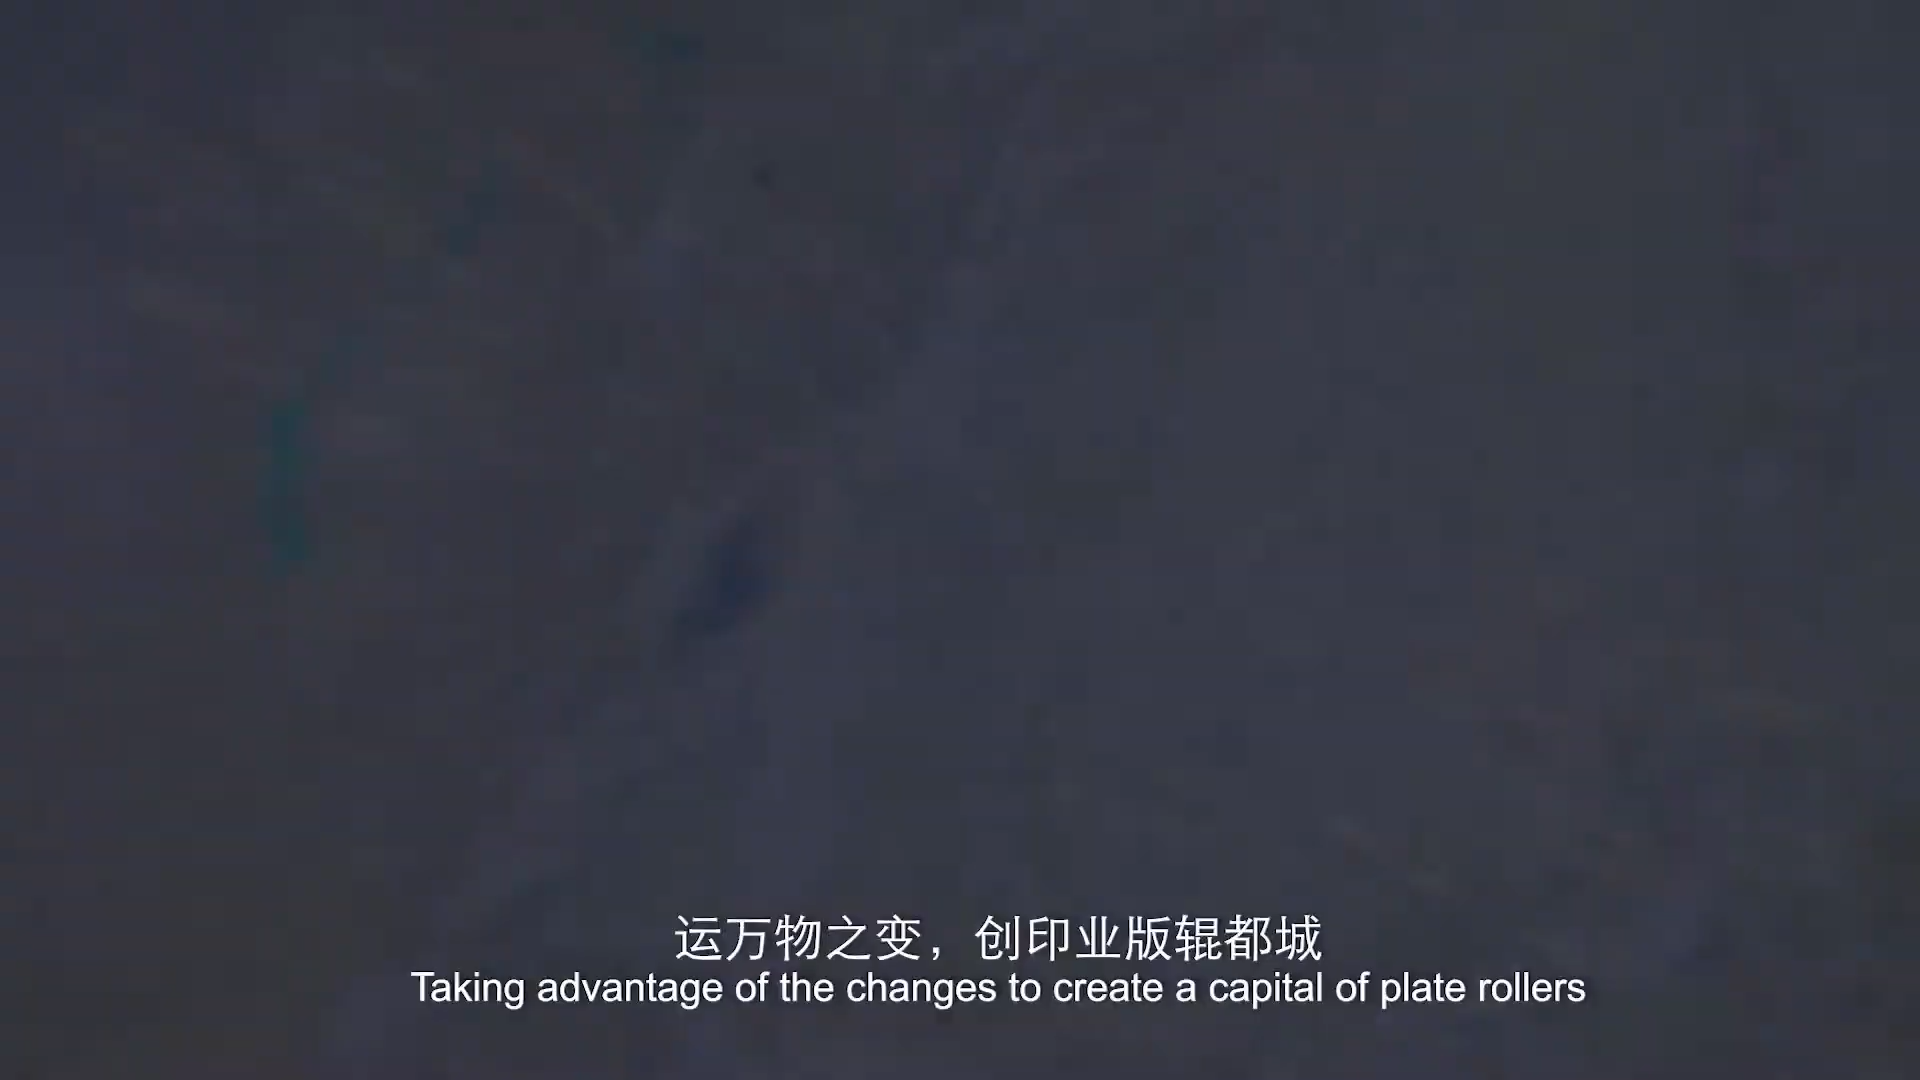 运万物之变，创印业版辊都城
Taking advantage of the changes to create a capital of plate rollers